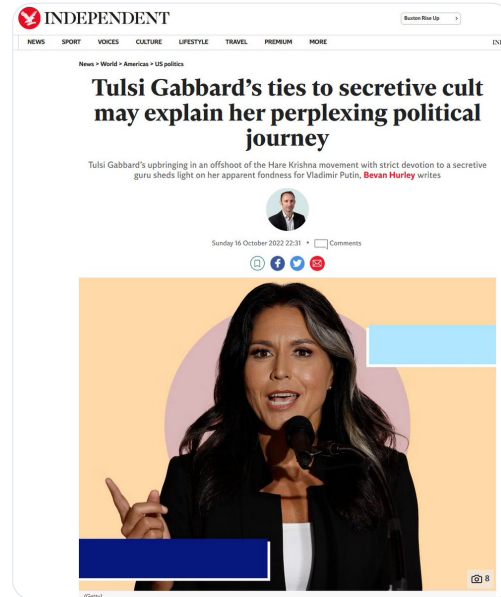 INDEPENDENT
Buxton Rise Up >
NEWS SPORT VOICES CULTURE LIFESTYLE TRAVEL PREMIUM MORE
News > World > Americas > US politics
Tulsi Gabbard’s ties to secretive cult
may explain her perplexing political
journey
Tulsi Gabbard’s upbringing in an offshoot of the Hare Krishna movement with strict devotion to a secretive
guru sheds light on her apparent fondness for Vladimir Putin, Bevan Hurley writes
Sunday 16 October 2022 22:31 • Comments
8
(Getty)